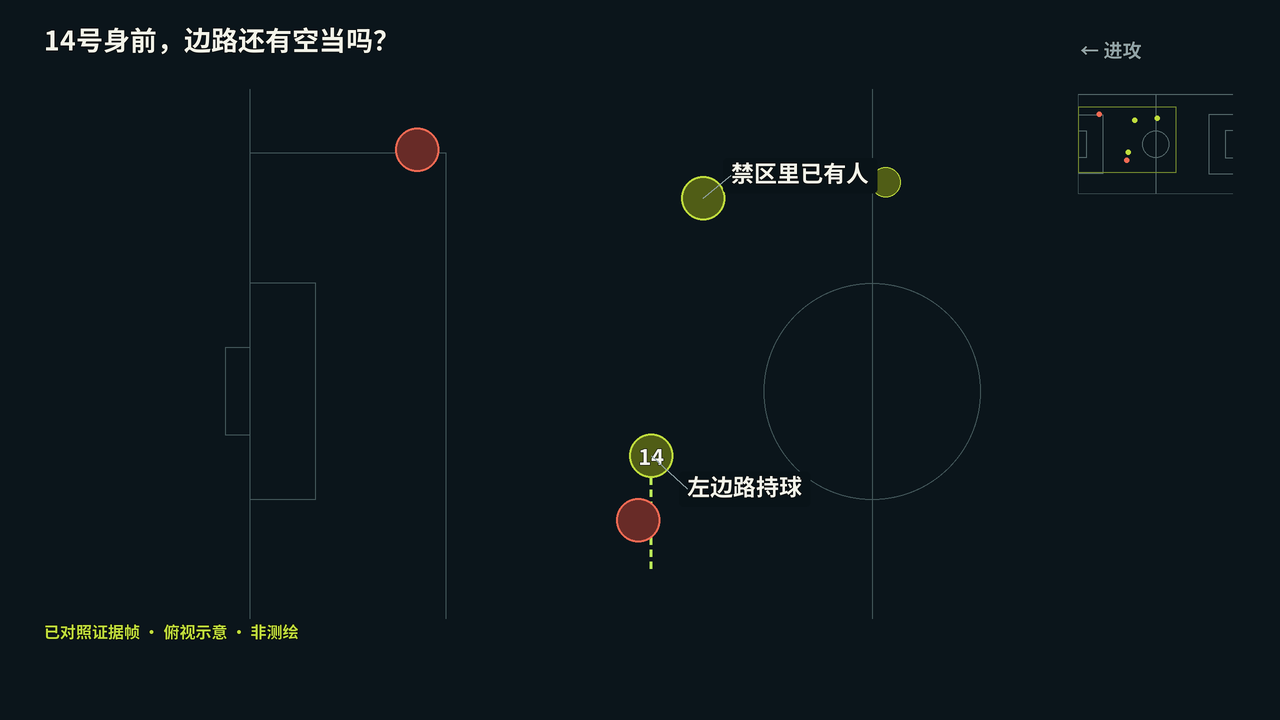 14号身前，边路还有空当吗？
← 进攻
禁区里已有人
14
左边路持球
已对照证据帧 · 俯视示意 · 非测绘